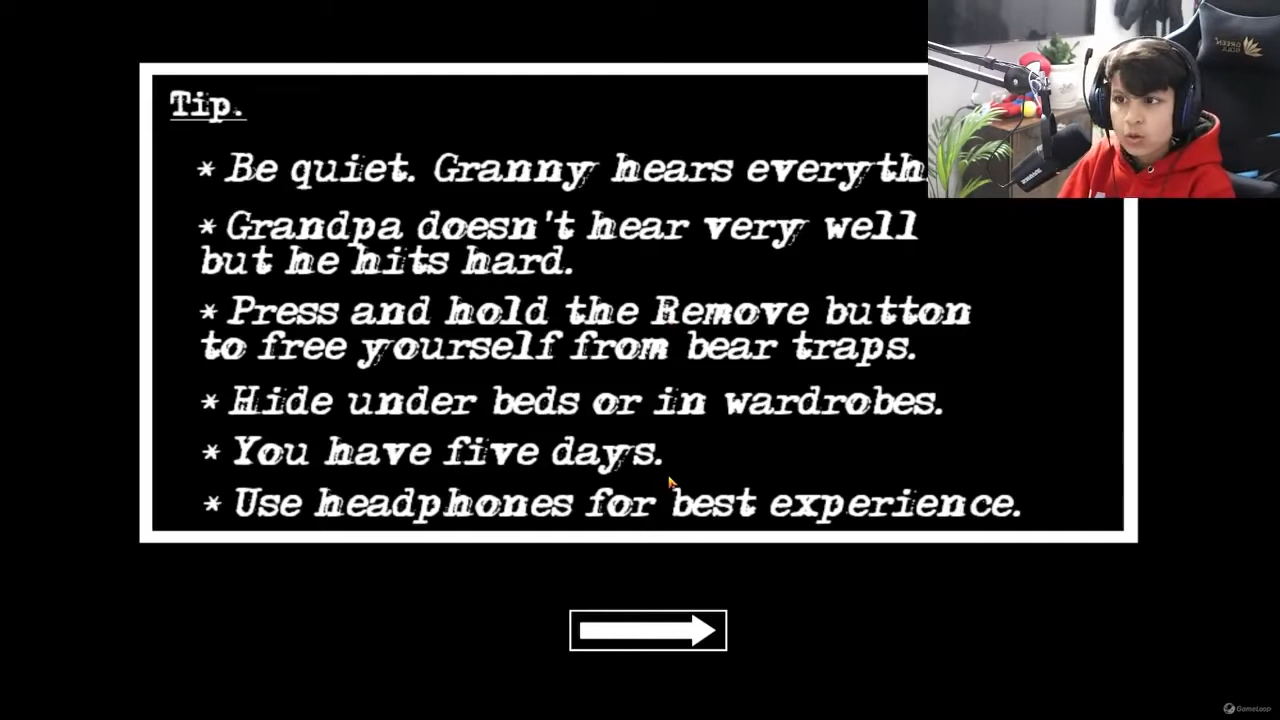 Tip.
* Be quiet. Granny hears
* Grandpa doesn't hear very well
but he hits hard.
* Press and hold the Remove button
to free yourself from bear traps.
* Hide under beds or in wardrobes.
* You have five days.
* Use headphones for best experience.
GameLoop